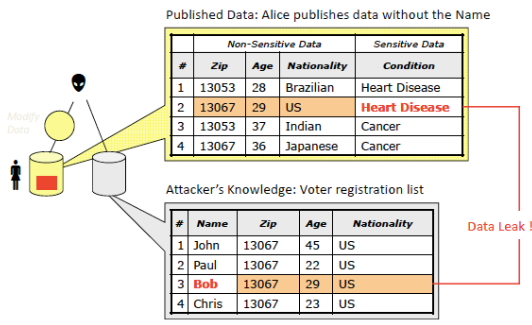 Published Data: Alice publishes data without the Name
Non-Sensitive Data Sensitive Data
# Zip Age Nationality Condition
1 13053 28 Brazilian Heart Disease
2 13067 29 US Heart Disease
3 13053 37 Indian Cancer
4 13067 36 Japanese Cancer
Modify
Data
Attacker's Knowledge: Voter registration list
# Name Zip Age Nationality
1 John 13067 45 US
2 Paul 13067 22 US
3 Bob 13067 29 US
4 Chris 13067 23 US
Data Leak !